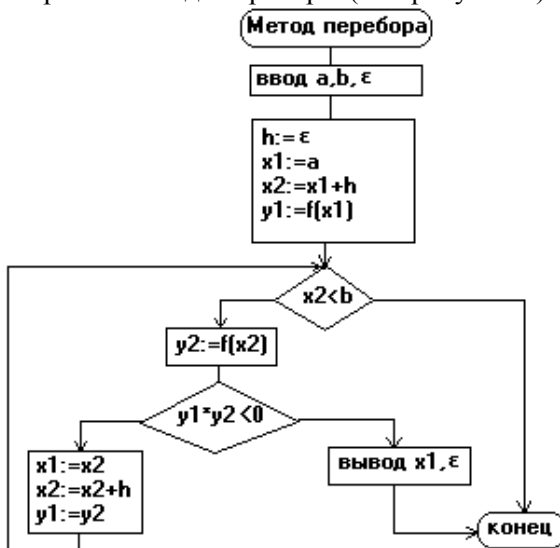 Метод перебора
ввод a,b, ε
h:= ε
x1:=a
x2:=x1+h
y1:=f(x1)
x2<b
y2:=f(x2)
y1*y2<0
x1:=x2
x2:=x2+h
y1:=y2
вывод x1,ε
конец